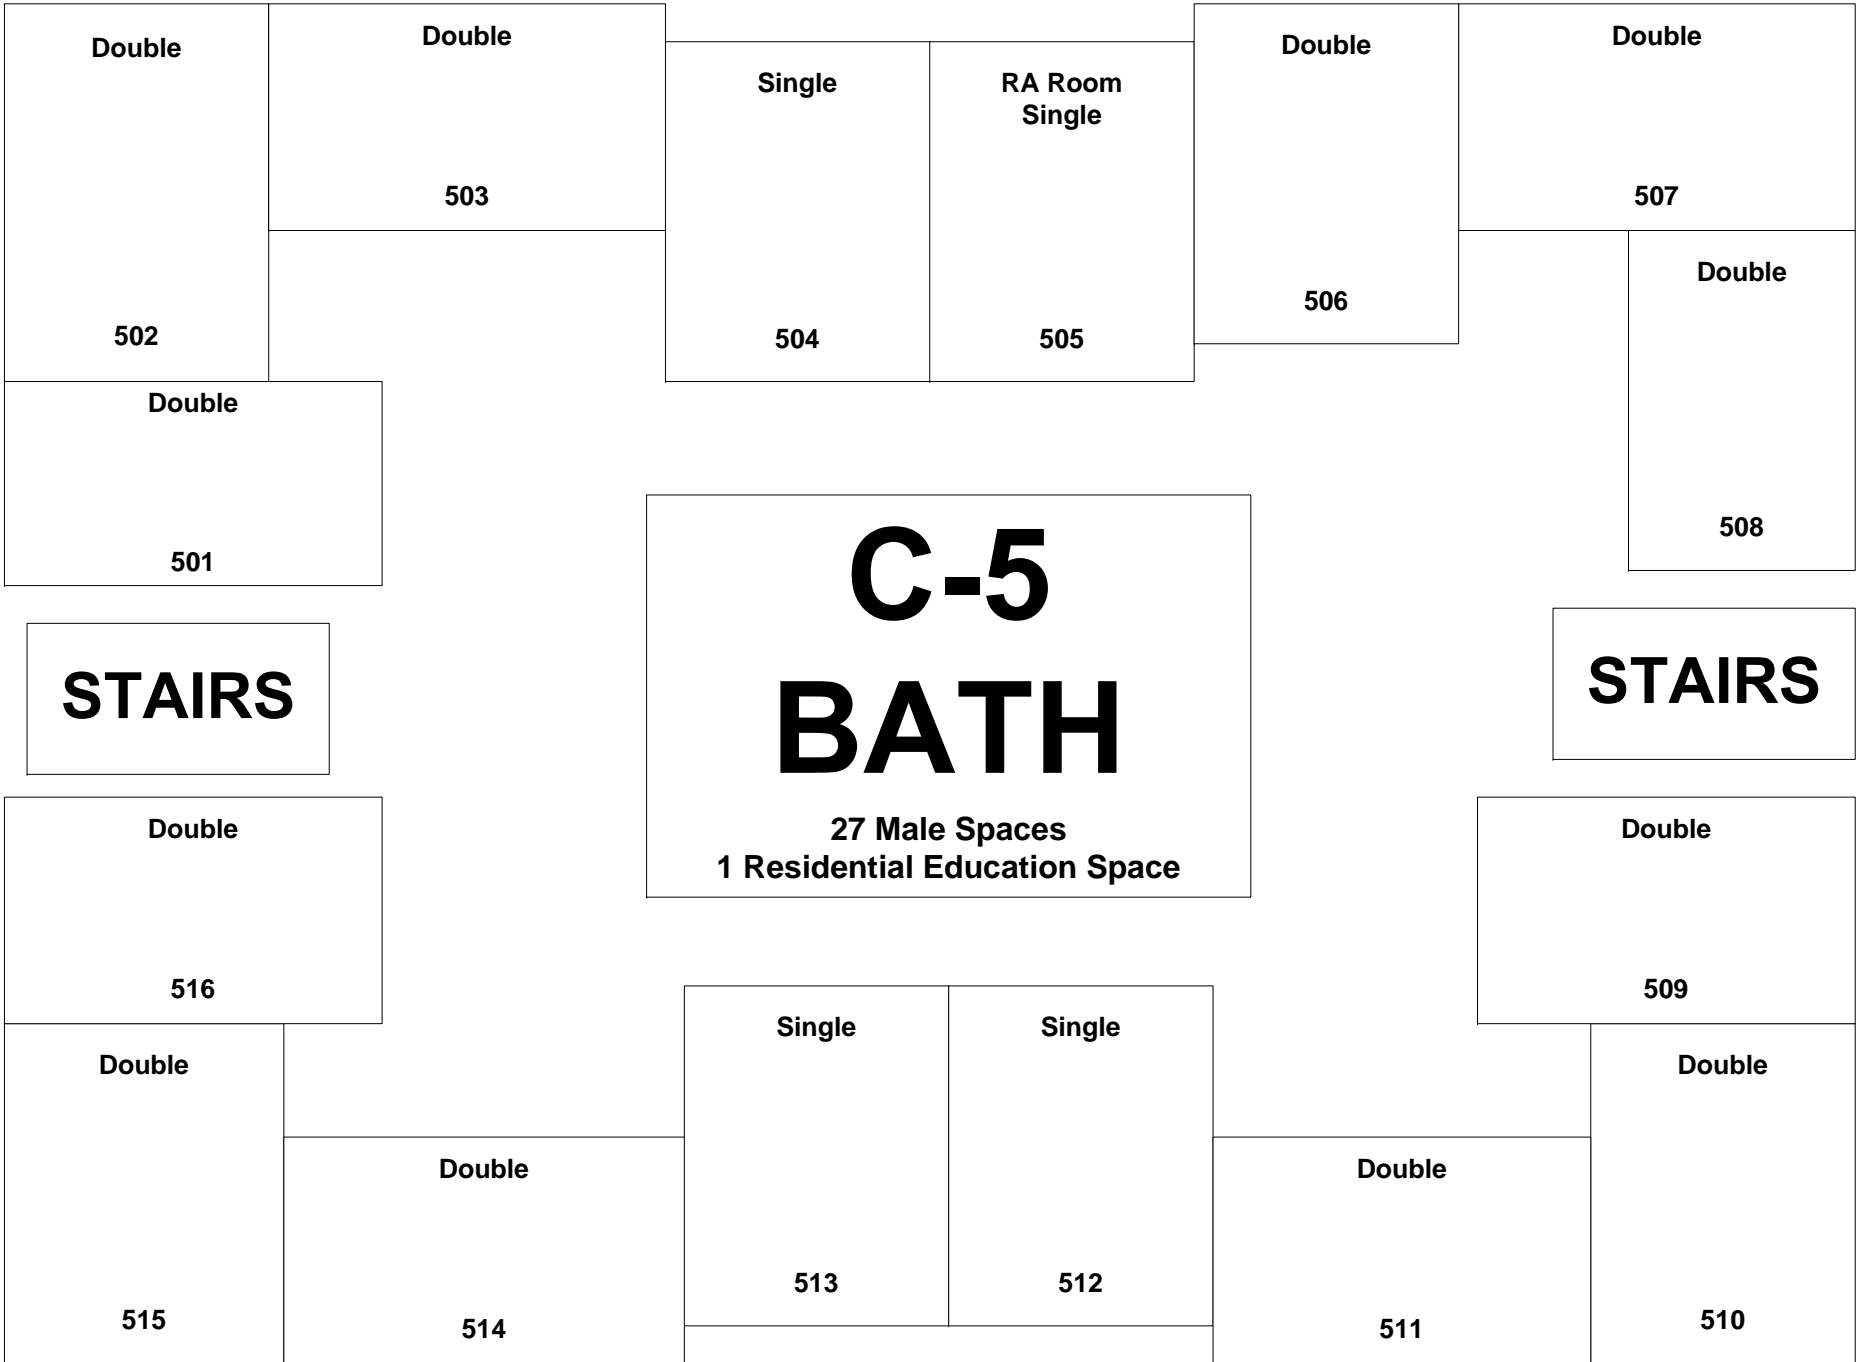 Double
502
Double
503
Single
504
RA Room
Single
505
Double
506
Double
507
Double
508
Double
501
C-5
BATH
27 Male Spaces
1 Residential Education Space
STAIRS
STAIRS
Double
516
Double
509
Double
515
Double
514
Single
513
Single
512
Double
511
Double
510